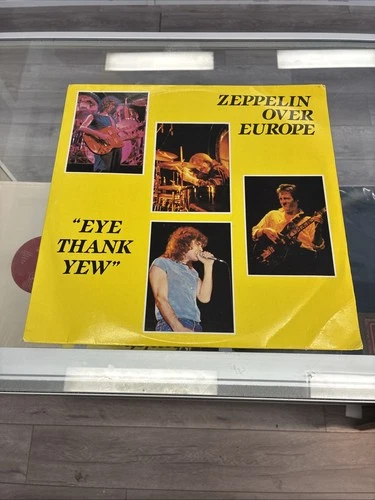 ZEPPELIN
OVER
EUROPE
"EYE
THANK
YEW"